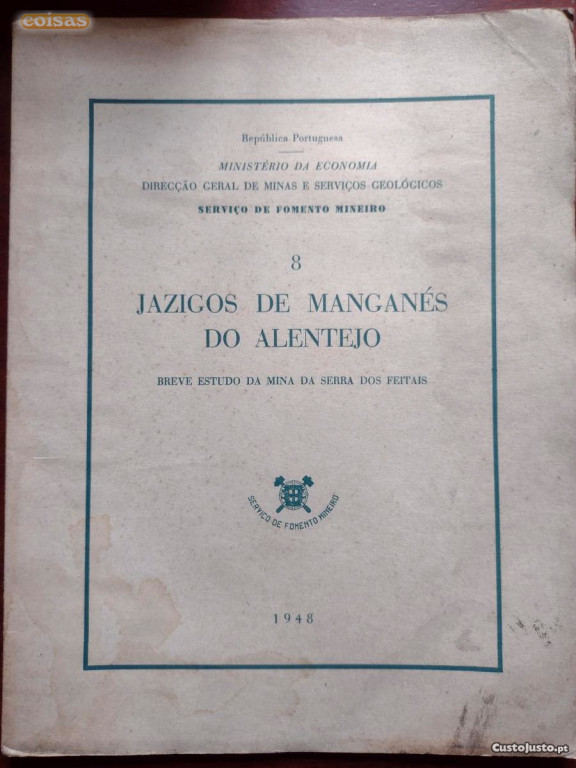 coisas
República Portuguesa
MINISTÉRIO DA ECONOMIA
DIRECÇÃO GERAL DE MINAS E SERVIÇOS GEOLÓGICOS
SERVIÇO DE FOMENTO MINEIRO
8
JAZIGOS DE MANGANÉS
DO ALENTEJO
BREVE ESTUDO DA MINA DA SERRA DOS FEITAIS
SERVIÇO DE FOMENTO MINEIRO
1948
CustoJusto.pt